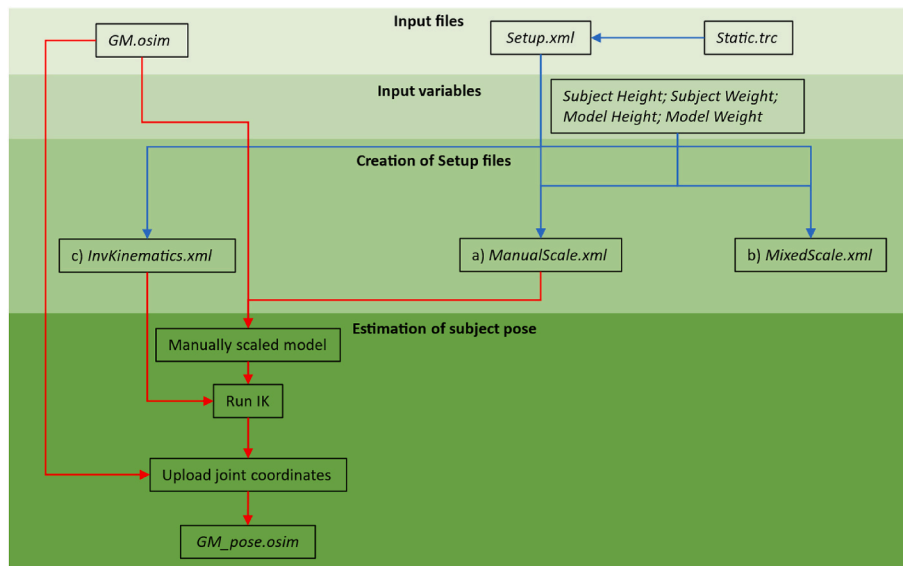 Input files
GM.osim
Setup.xml
Static.trc
Input variables
Subject Height; Subject Weight;
Model Height; Model Weight
Creation of Setup files
c) InvKinematics.xml
a) ManualScale.xml
b) MixedScale.xml
Estimation of subject pose
Manually scaled model
Run IK
Upload joint coordinates
GM_pose.osim